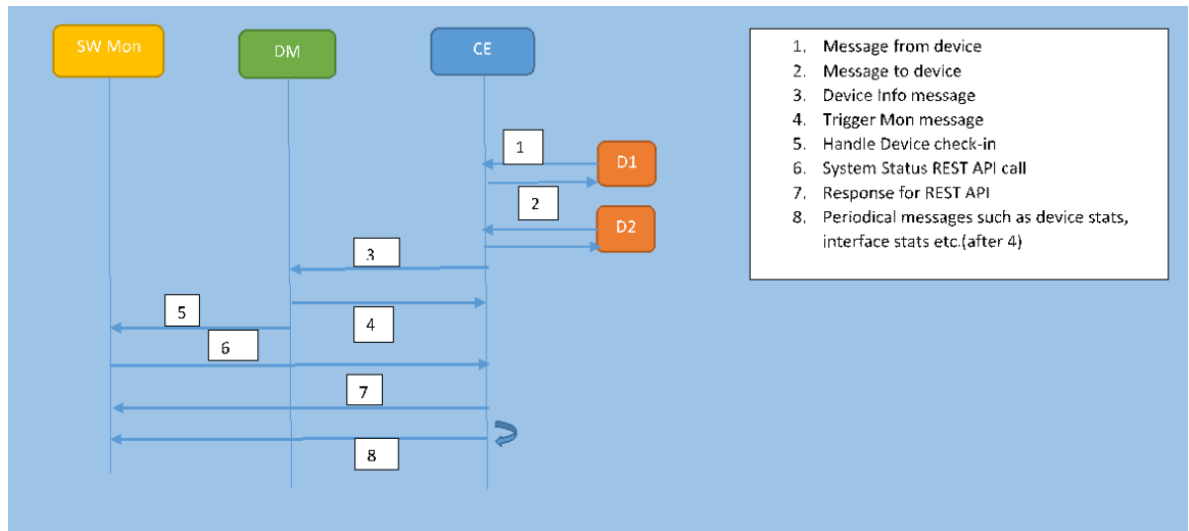 SW Mon
DM
CE
1. Message from device
2. Message to device
3. Device Info message
4. Trigger Mon message
5. Handle Device check-in
6. System Status REST API call
7. Response for REST API
8. Periodical messages such as device stats,
interface stats etc.(after 4)
1
D1
2
D2
3
5
4
6
7
8